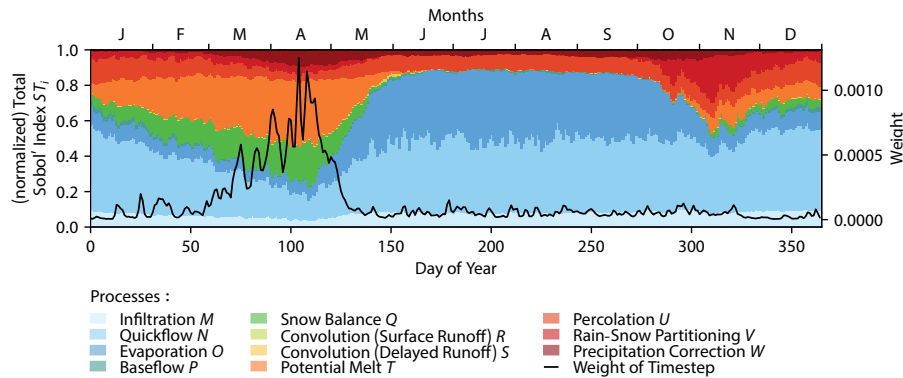 Months
J F M A M J J A S O N D
(normalized) Total
Sobol' Index STi
1.0
0.8
0.6
0.4
0.2
0.0
0.0010
0.0005
0.0000
Weight
0 50 100 150 200 250 300 350
Day of Year
Processes :
Infiltration M
Quickflow N
Evaporation O
Baseflow P
Snow Balance Q
Convolution (Surface Runoff) R
Convolution (Delayed Runoff) S
Potential Melt T
Percolation U
Rain-Snow Partitioning V
Precipitation Correction W
Weight of Timestep